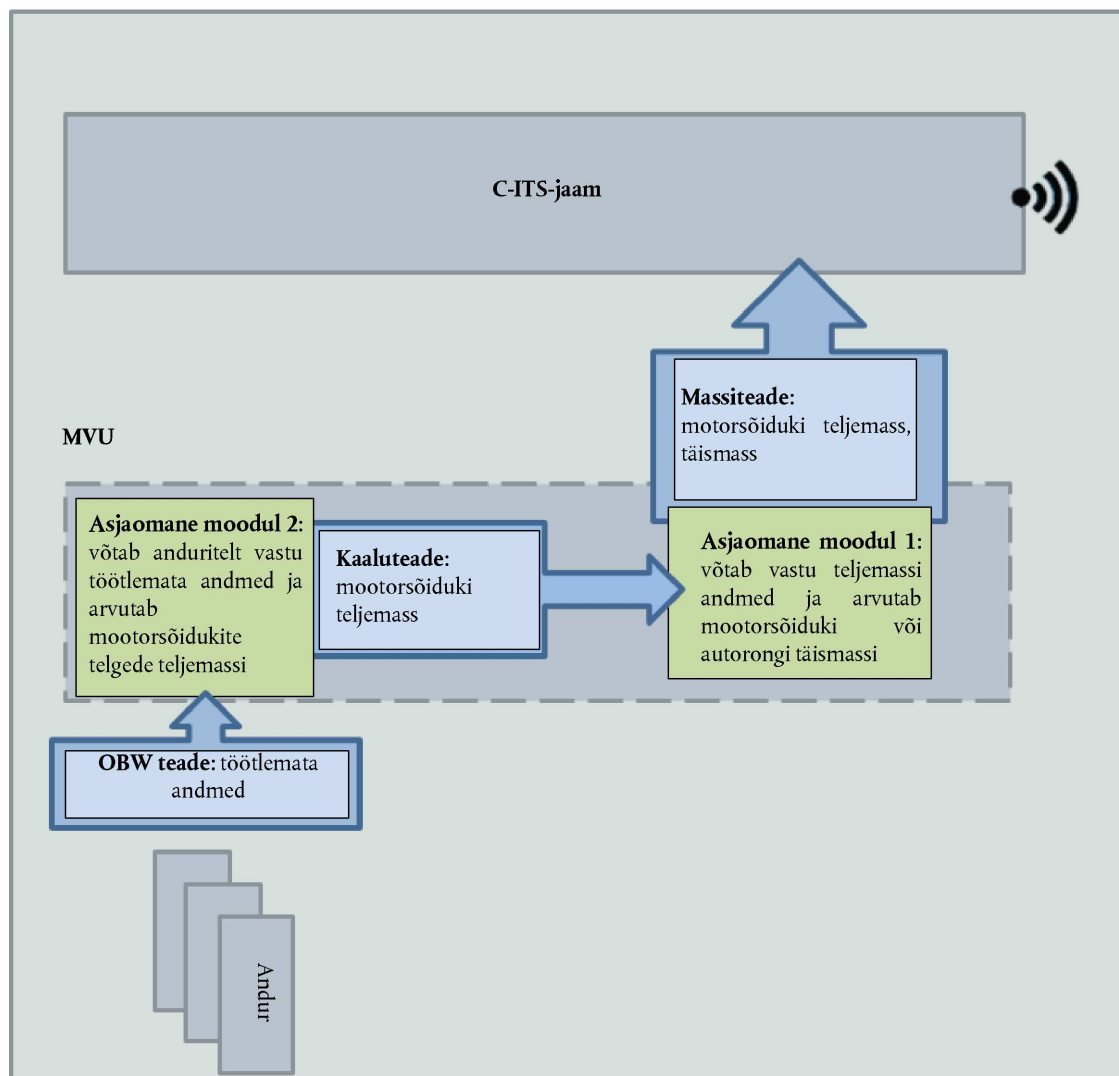 C-ITS-jaam
Massiteade:
motorsõiduki teljemass,
täismass
MVU
Asjaomane moodul 2:
võtab anduritelt vastu
töötlemata andmed ja
arvutab
mootorsõidukite
telgede teljemassi
Kaaluteade:
mootorsõiduki
teljemass
Asjaomane moodul 1:
võtab vastu teljemassi
andmed ja arvutab
mootorsõiduki või
autorongi täismassi
OBW teade: töötlemata
andmed
Andur